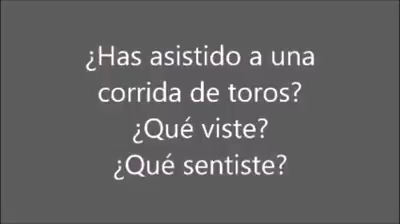 ¿Has asistido a una
corrida de toros?
¿Qué viste?
¿Qué sentiste?